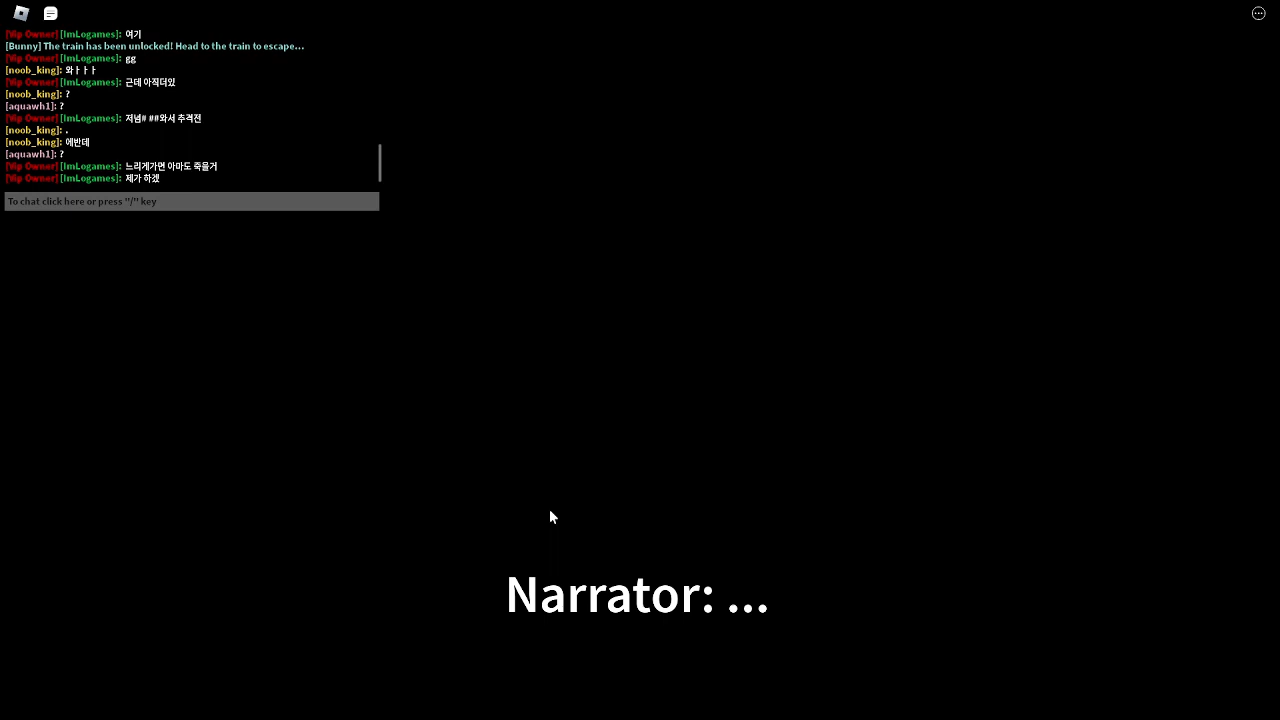 [Vip Owner] [ImLogames]: 여기
[Bunny] The train has been unlocked! Head to the train to escape...
[Vip Owner] [ImLogames]: gg
[noob_king]: 와ㅏㅏㅏ
[Vip Owner] [ImLogames]: 근데 아직더있
[noob_king]: ?
[aquawh1]: ?
[Vip Owner] [ImLogames]: 저념# ##와서 추격전
[noob_king]: .
[noob_king]: 에반데
[aquawh1]: ?
[Vip Owner] [ImLogames]: 느리게가면 아마도 죽을거
[Vip Owner] [ImLogames]: 제가 하겠
To chat click here or press "/" key
Narrator: ...